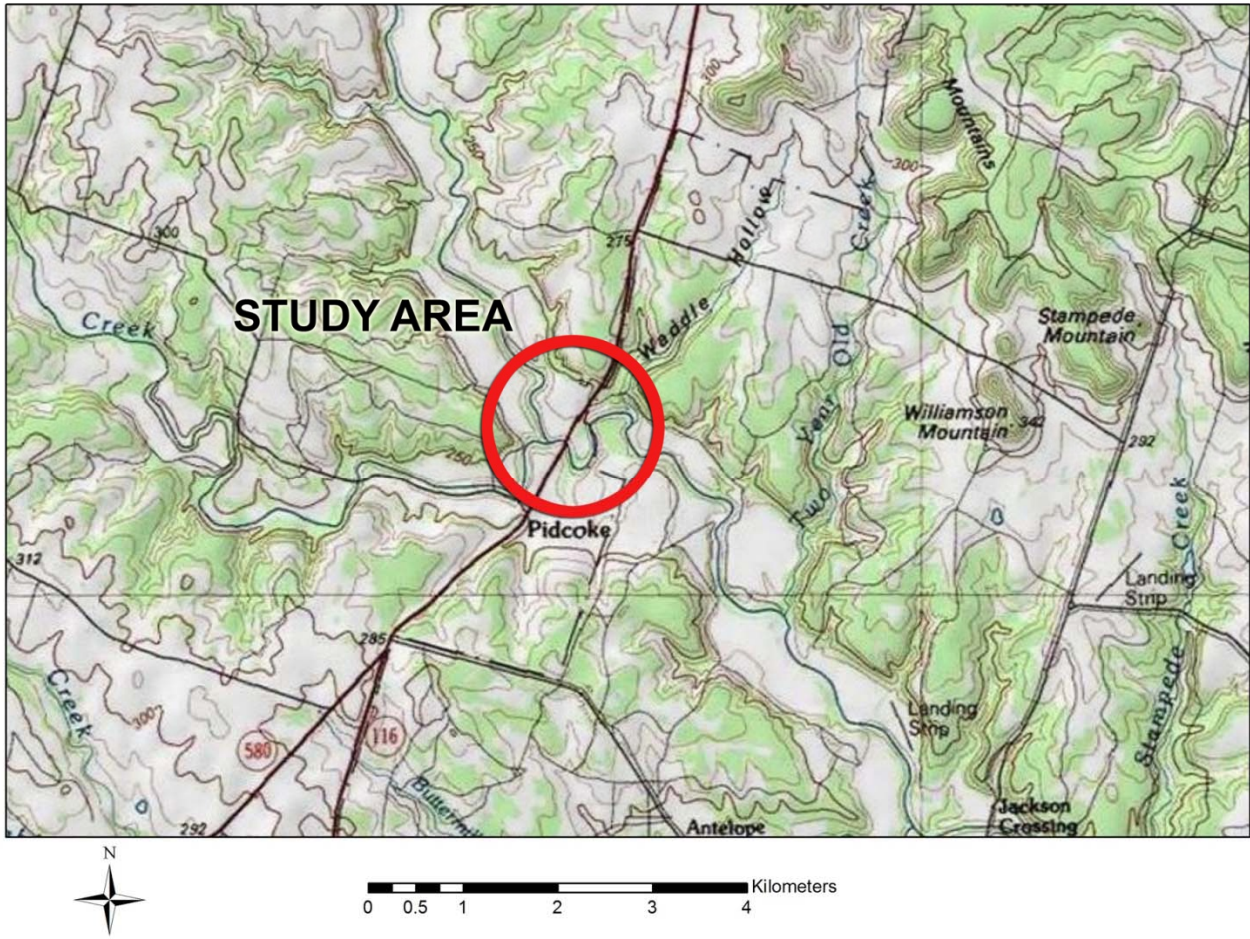 300
Mountains
250
300
Hollow
Creek
300
275
STUDY AREA
Creek
Waddle
Old
Stampede
Mountain
Williamson
Mountain
342
292
Year
250
Two
Creek
Pidcoke
312
Landing
Strip
285
Creek
300
580
116
Landing
Strip
Stampede
292
Antelope
Jackson
Crossing
N
Kilometers
0 0.5 1 2 3 4